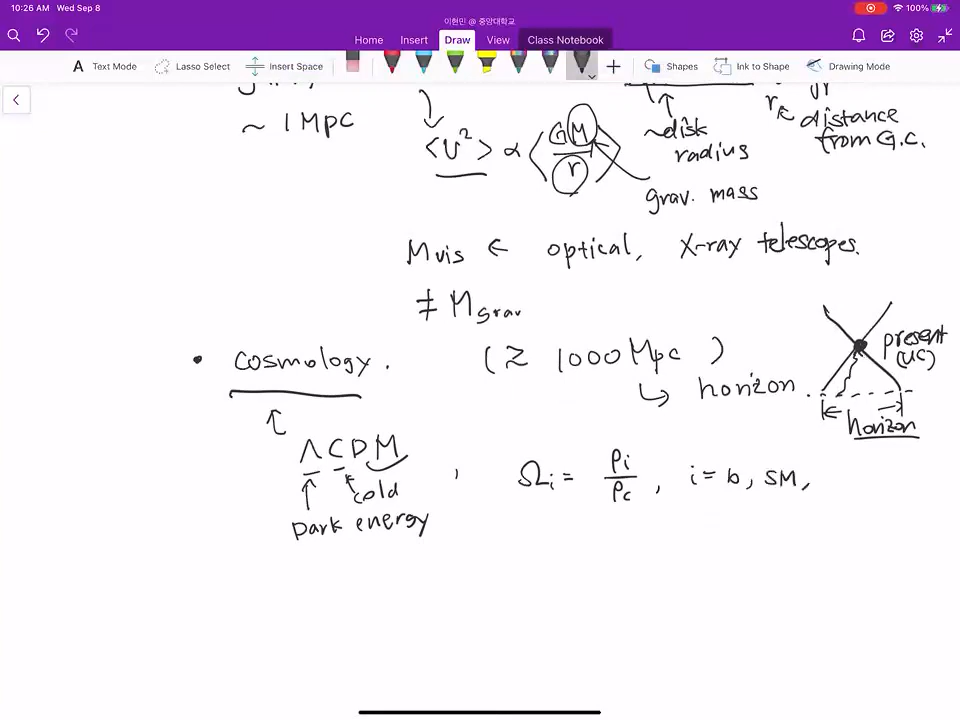 10:26 AM Wed Sep 8
100%
이현민 @ 중앙대학교
Home Insert Draw View Class Notebook
Text Mode Lasso Select Insert Space Shapes Ink to Shape Drawing Mode
~ 1 Mpc
<v²> ∝ <GM/r>
~disk radius
r ← distance from G.C.
grav. mass
Mvis ← optical, X-ray telescopes.
≠ Mgrav
• Cosmology. (≳ 1000 Mpc)
↳ horizon.
present (us)
horizon
ΛCDM, Ωi = ρi/ρc, i = b, SM,
cold
Dark energy